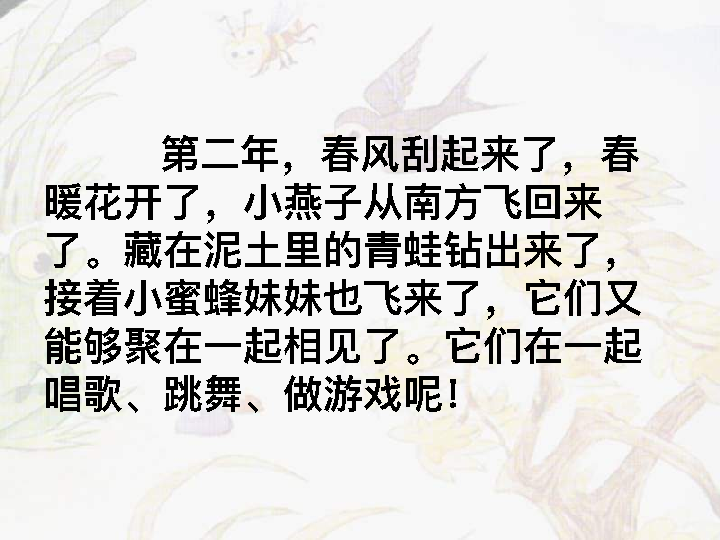 第二年，春风刮起来了，春
暖花开了，小燕子从南方飞回来
了。藏在泥土里的青蛙钻出来了，
接着小蜜蜂妹妹也飞来了，它们又
能够聚在一起相见了。它们在一起
唱歌、跳舞、做游戏呢！